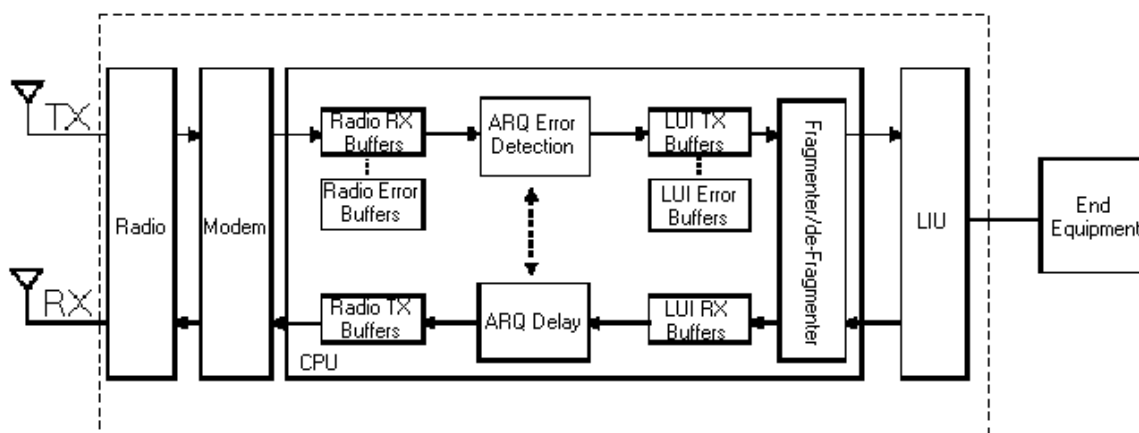 TX
RX
Radio
Modem
Radio RX
Buffers
Radio Error
Buffers
ARQ Error
Detection
LUI TX
Buffers
LUI Error
Buffers
Radio TX
Buffers
ARQ Delay
LUI RX
Buffers
CPU
Fragmenter/de-Fragmenter
LIU
End
Equipment